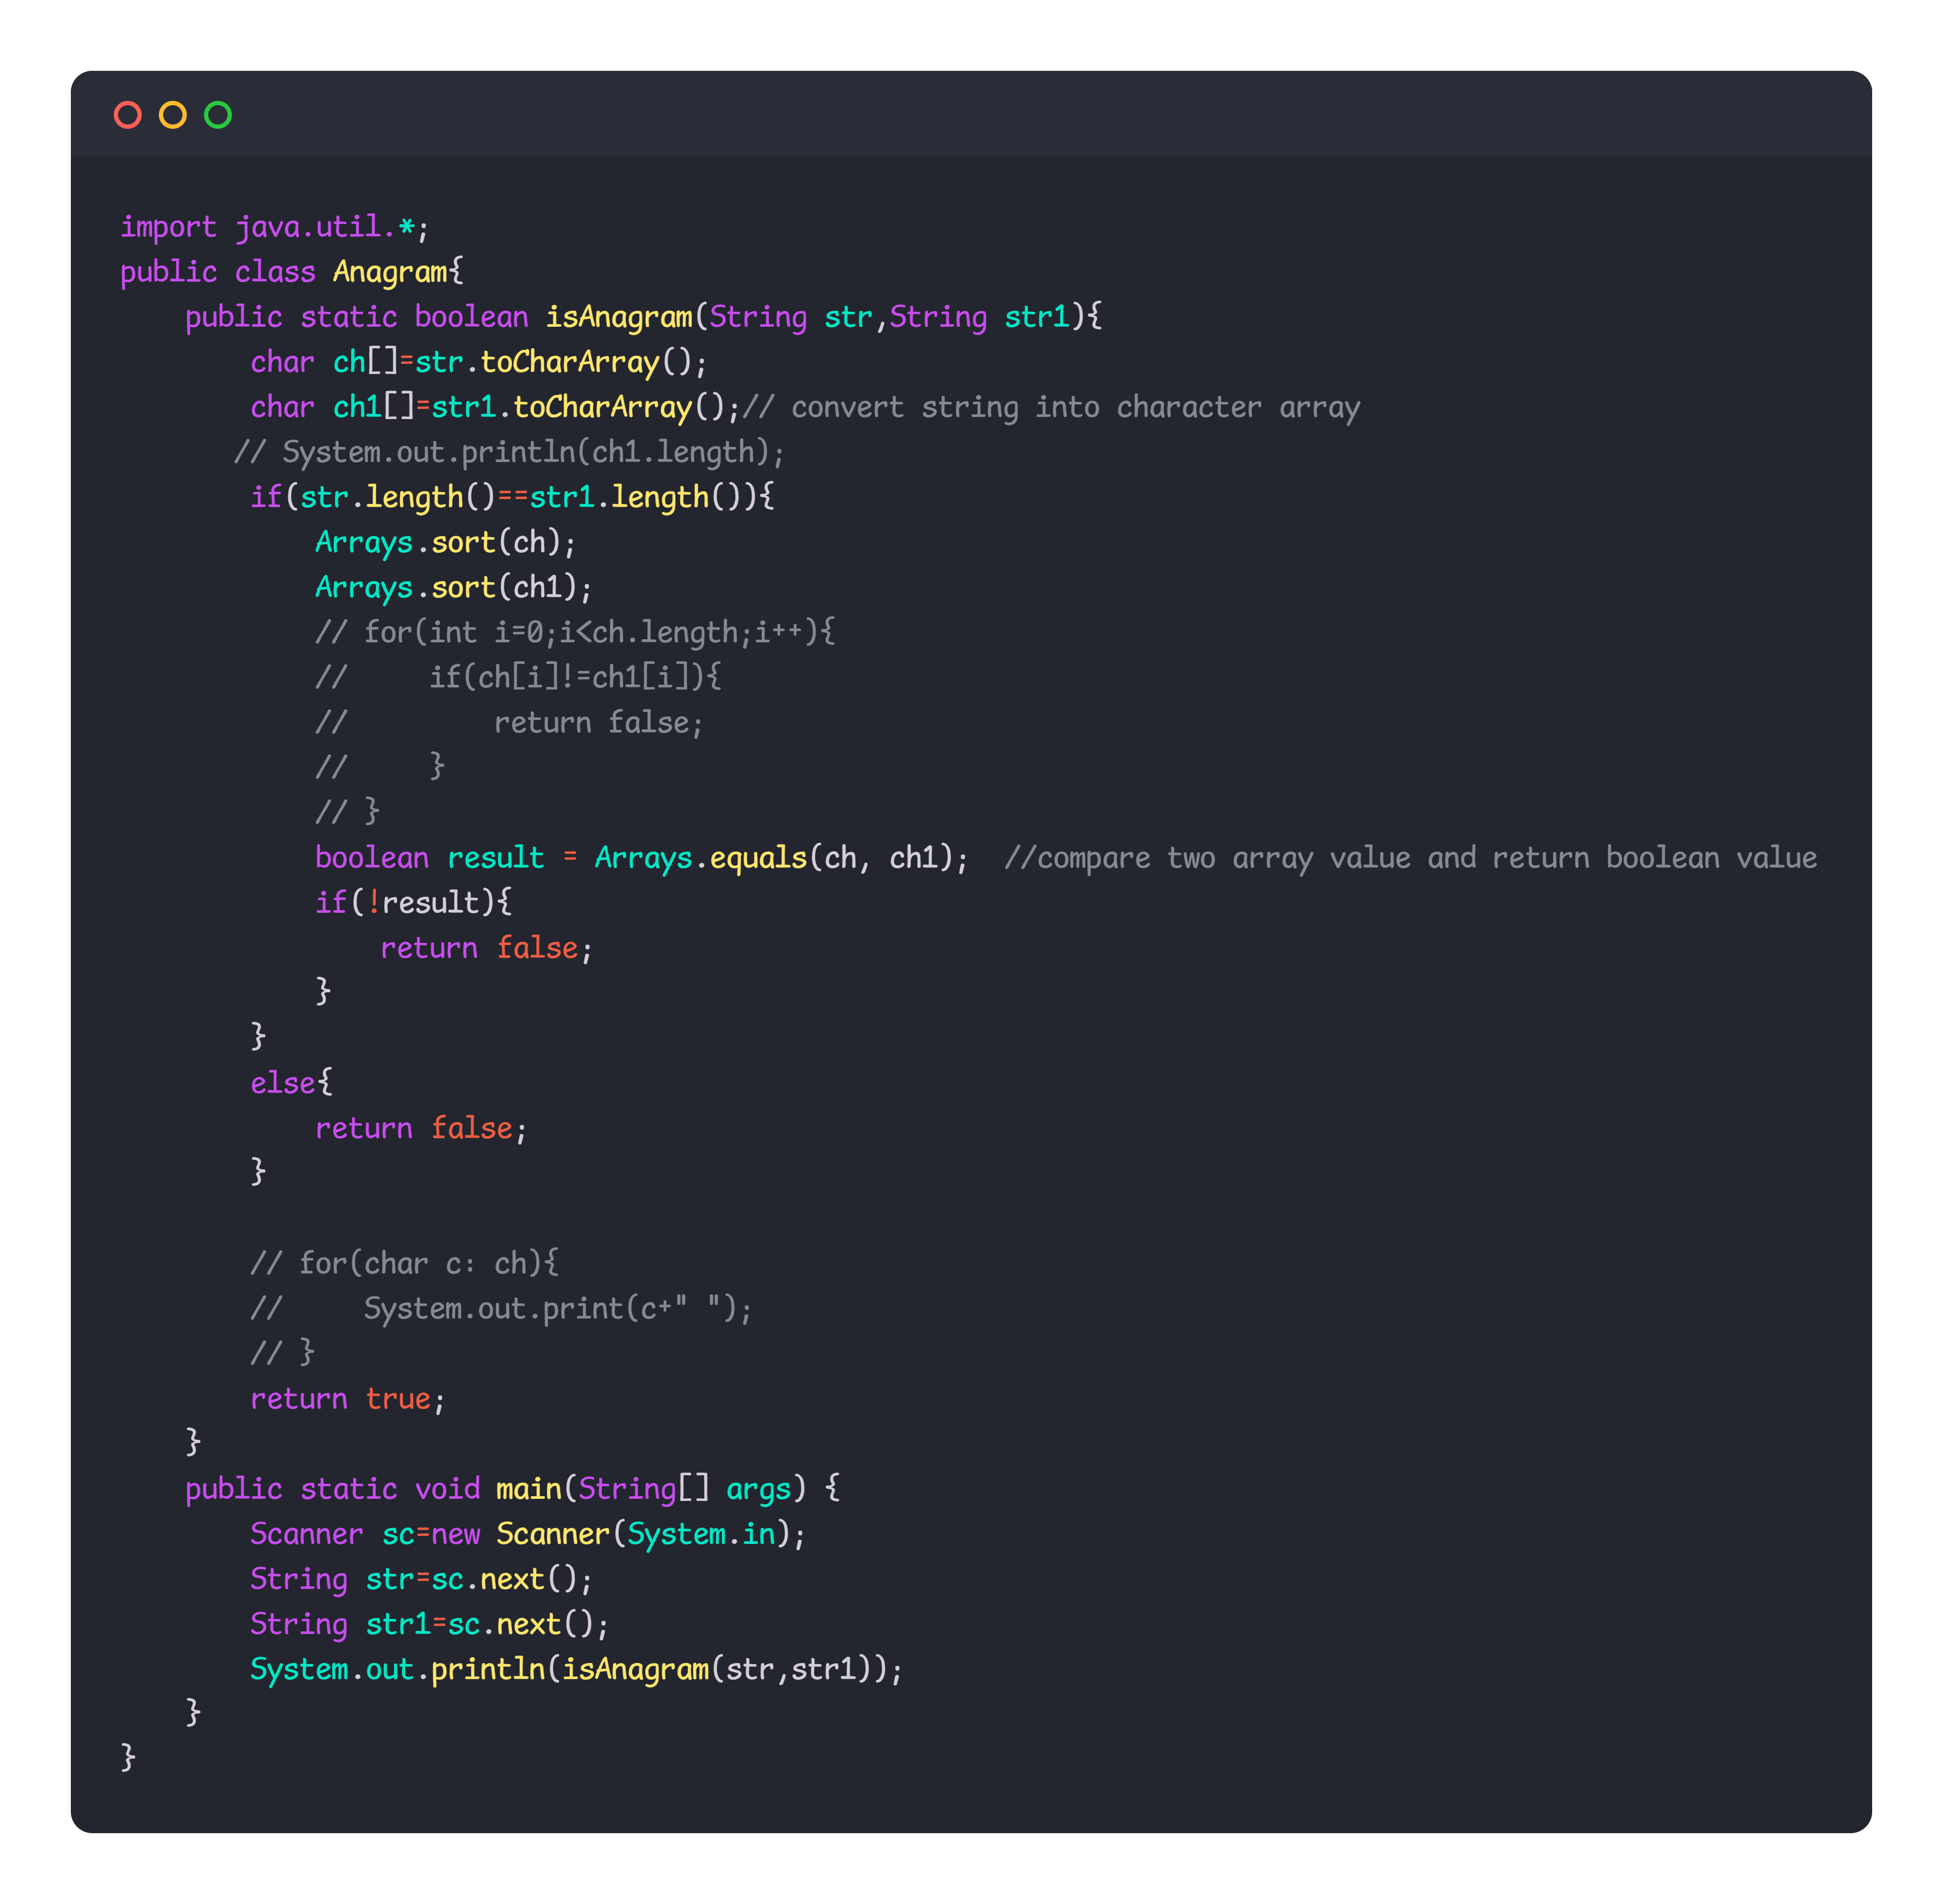 import java.util.*;
public class Anagram{
    public static boolean isAnagram(String str,String str1){
        char ch[]=str.toCharArray();
        char ch1[]=str1.toCharArray();// convert string into character array
       // System.out.println(ch1.length);
        if(str.length()==str1.length()){
            Arrays.sort(ch);
            Arrays.sort(ch1);
            // for(int i=0;i<ch.length;i++){
            //     if(ch[i]!=ch1[i]){
            //         return false;
            //     }
            // }
            boolean result = Arrays.equals(ch, ch1);  //compare two array value and return boolean value
            if(!result){
                return false;
            }
        }
        else{
            return false;
        }

        // for(char c: ch){
        //     System.out.print(c+" ");
        // }
        return true;
    }
    public static void main(String[] args) {
        Scanner sc=new Scanner(System.in);
        String str=sc.next();
        String str1=sc.next();
        System.out.println(isAnagram(str,str1));
    }
}